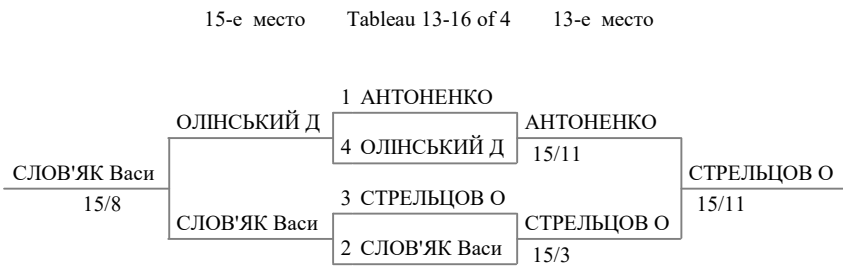 15-е место Tableau 13-16 of 4 13-е место
1 АНТОНЕНКО
ОЛІНСЬКИЙ Д АНТОНЕНКО
4 ОЛІНСЬКИЙ Д 15/11
СЛОВ'ЯК Васи СТРЕЛЬЦОВ О
15/8 3 СТРЕЛЬЦОВ О 15/11
СЛОВ'ЯК Васи СТРЕЛЬЦОВ О
2 СЛОВ'ЯК Васи 15/3